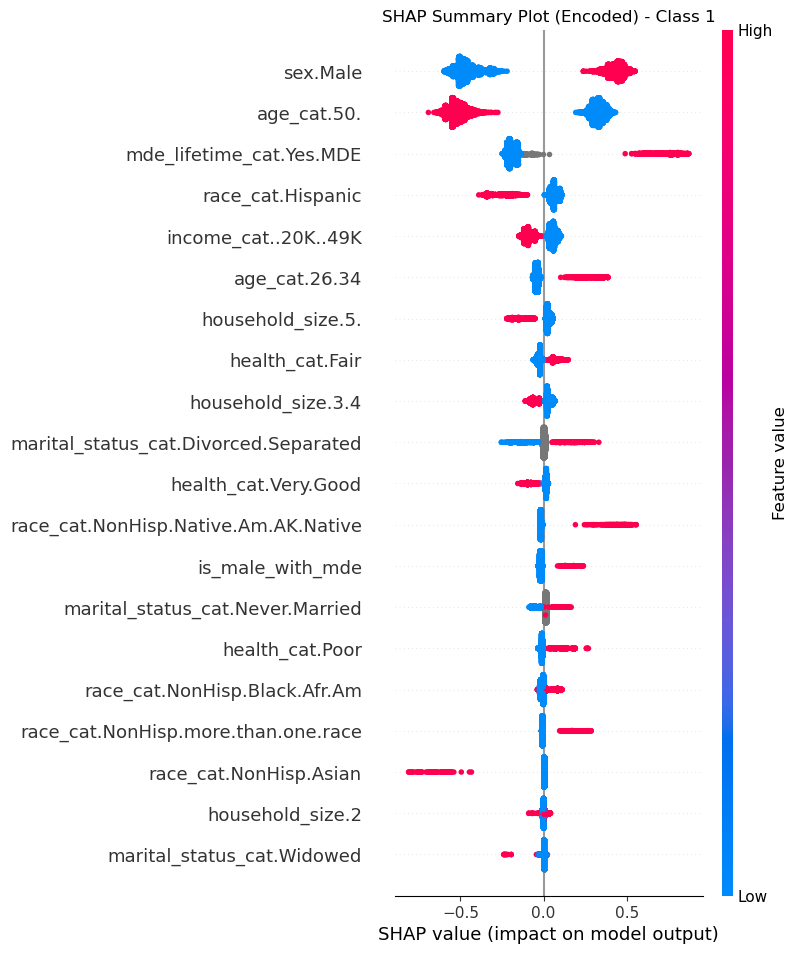 SHAP Summary Plot (Encoded) - Class 1
High
sex.Male
age_cat.50.
mde_lifetime_cat.Yes.MDE
race_cat.Hispanic
income_cat..20K..49K
age_cat.26.34
household_size.5.
health_cat.Fair
household_size.3.4
marital_status_cat.Divorced.Separated
health_cat.Very.Good
race_cat.NonHisp.Native.Am.AK.Native
is_male_with_mde
marital_status_cat.Never.Married
health_cat.Poor
race_cat.NonHisp.Black.Afr.Am
race_cat.NonHisp.more.than.one.race
race_cat.NonHisp.Asian
household_size.2
marital_status_cat.Widowed
Feature value
Low
−0.5 0.0 0.5
SHAP value (impact on model output)